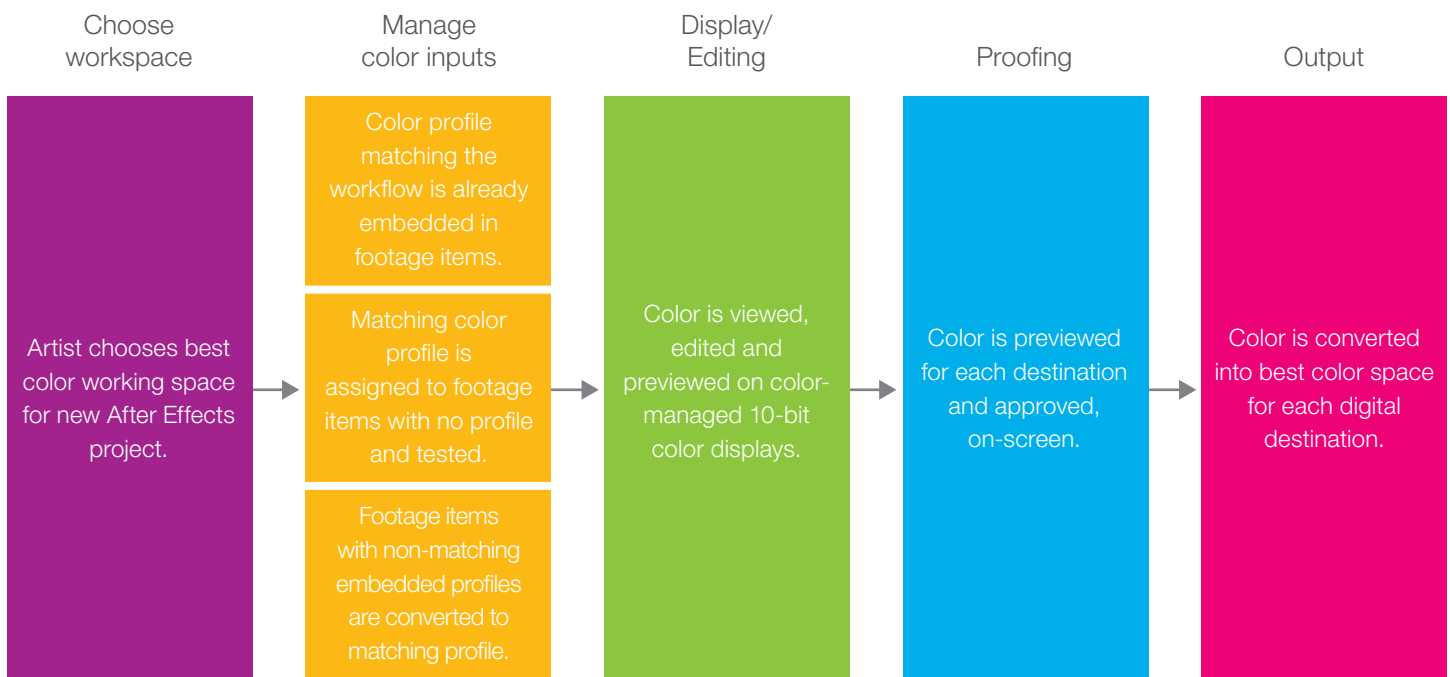 Choose
workspace
Manage
color inputs
Display/
Editing
Proofing
Output
Artist chooses best
color working space
for new After Effects
project.
Color profile
matching the
workflow is already
embedded in
footage items.
Matching color
profile is
assigned to footage
items with no profile
and tested.
Footage items
with non-matching
embedded profiles
are converted to
matching profile.
Color is viewed,
edited and
previewed on color-
managed 10-bit
color displays.
Color is previewed
for each destination
and approved,
on-screen.
Color is converted
into best color space
for each digital
destination.